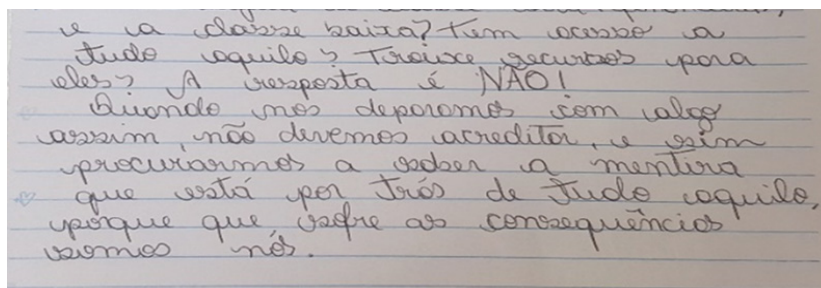 e a classe baixa? Tem acesso a
tudo aquilo? Trouxe recursos para
eles? A resposta é NÃO!
Quando nos deparamos com algo
assim, não devemos acreditar, e sim
procurarmos a saber a mentira
que está por trás de tudo aquilo,
porque que sofre as consequências
somos nós.